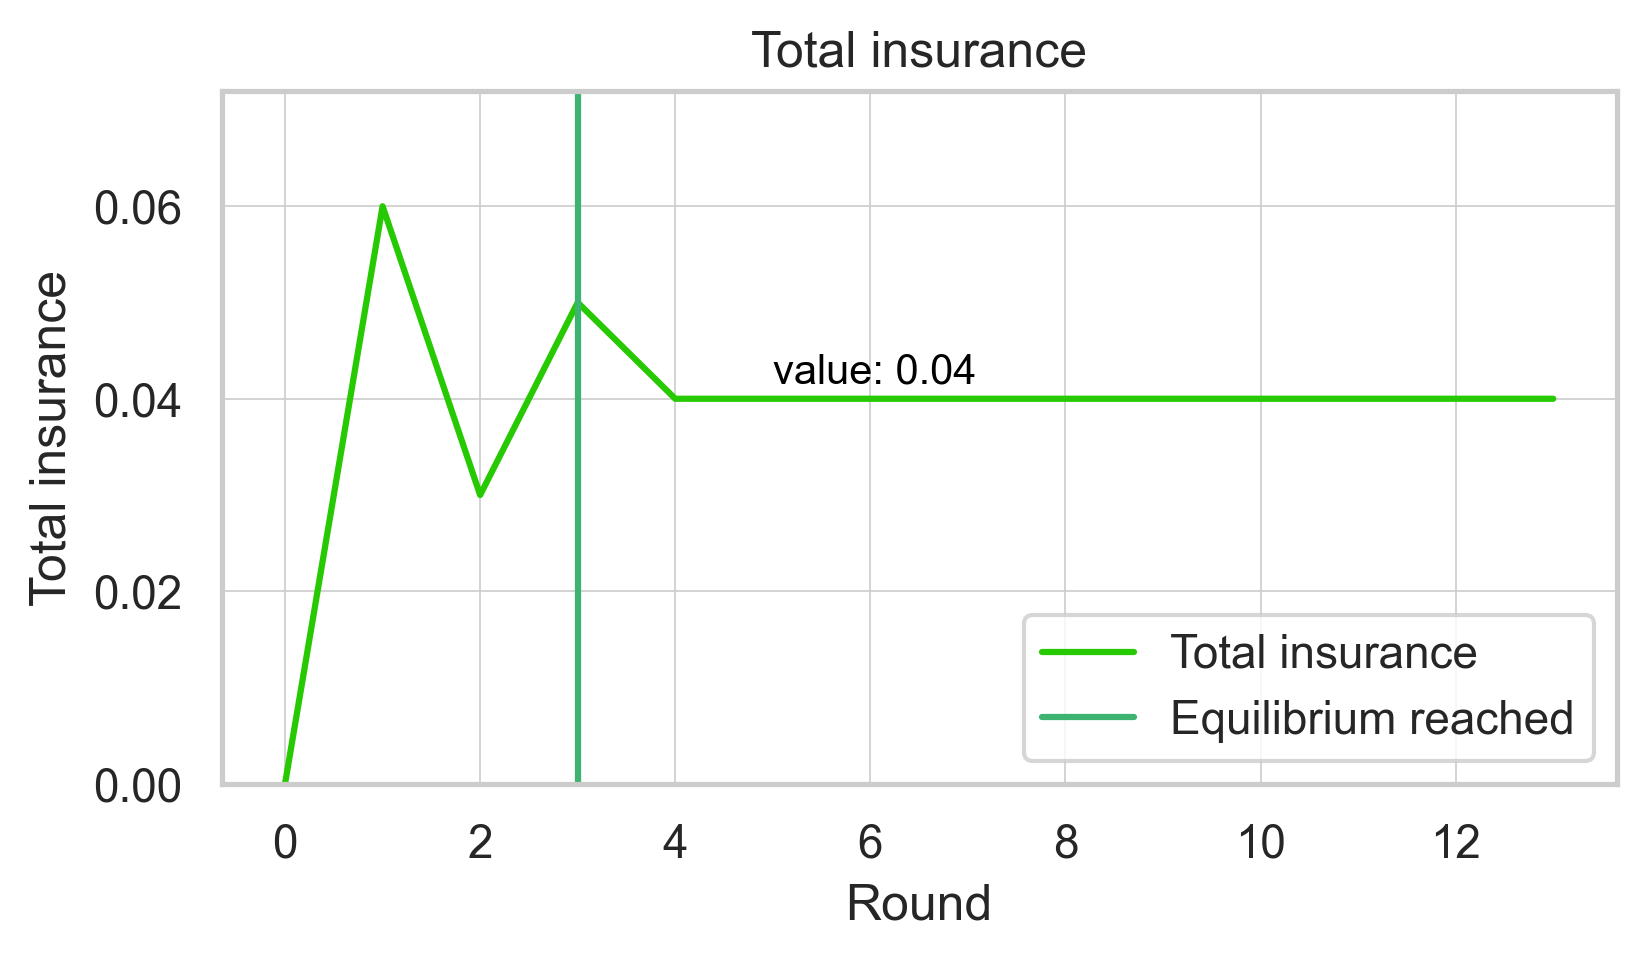 Total insurance
Total insurance
0.06
0.04
0.02
0.00
value: 0.04
Total insurance
Equilibrium reached
0 2 4 6 8 10 12
Round